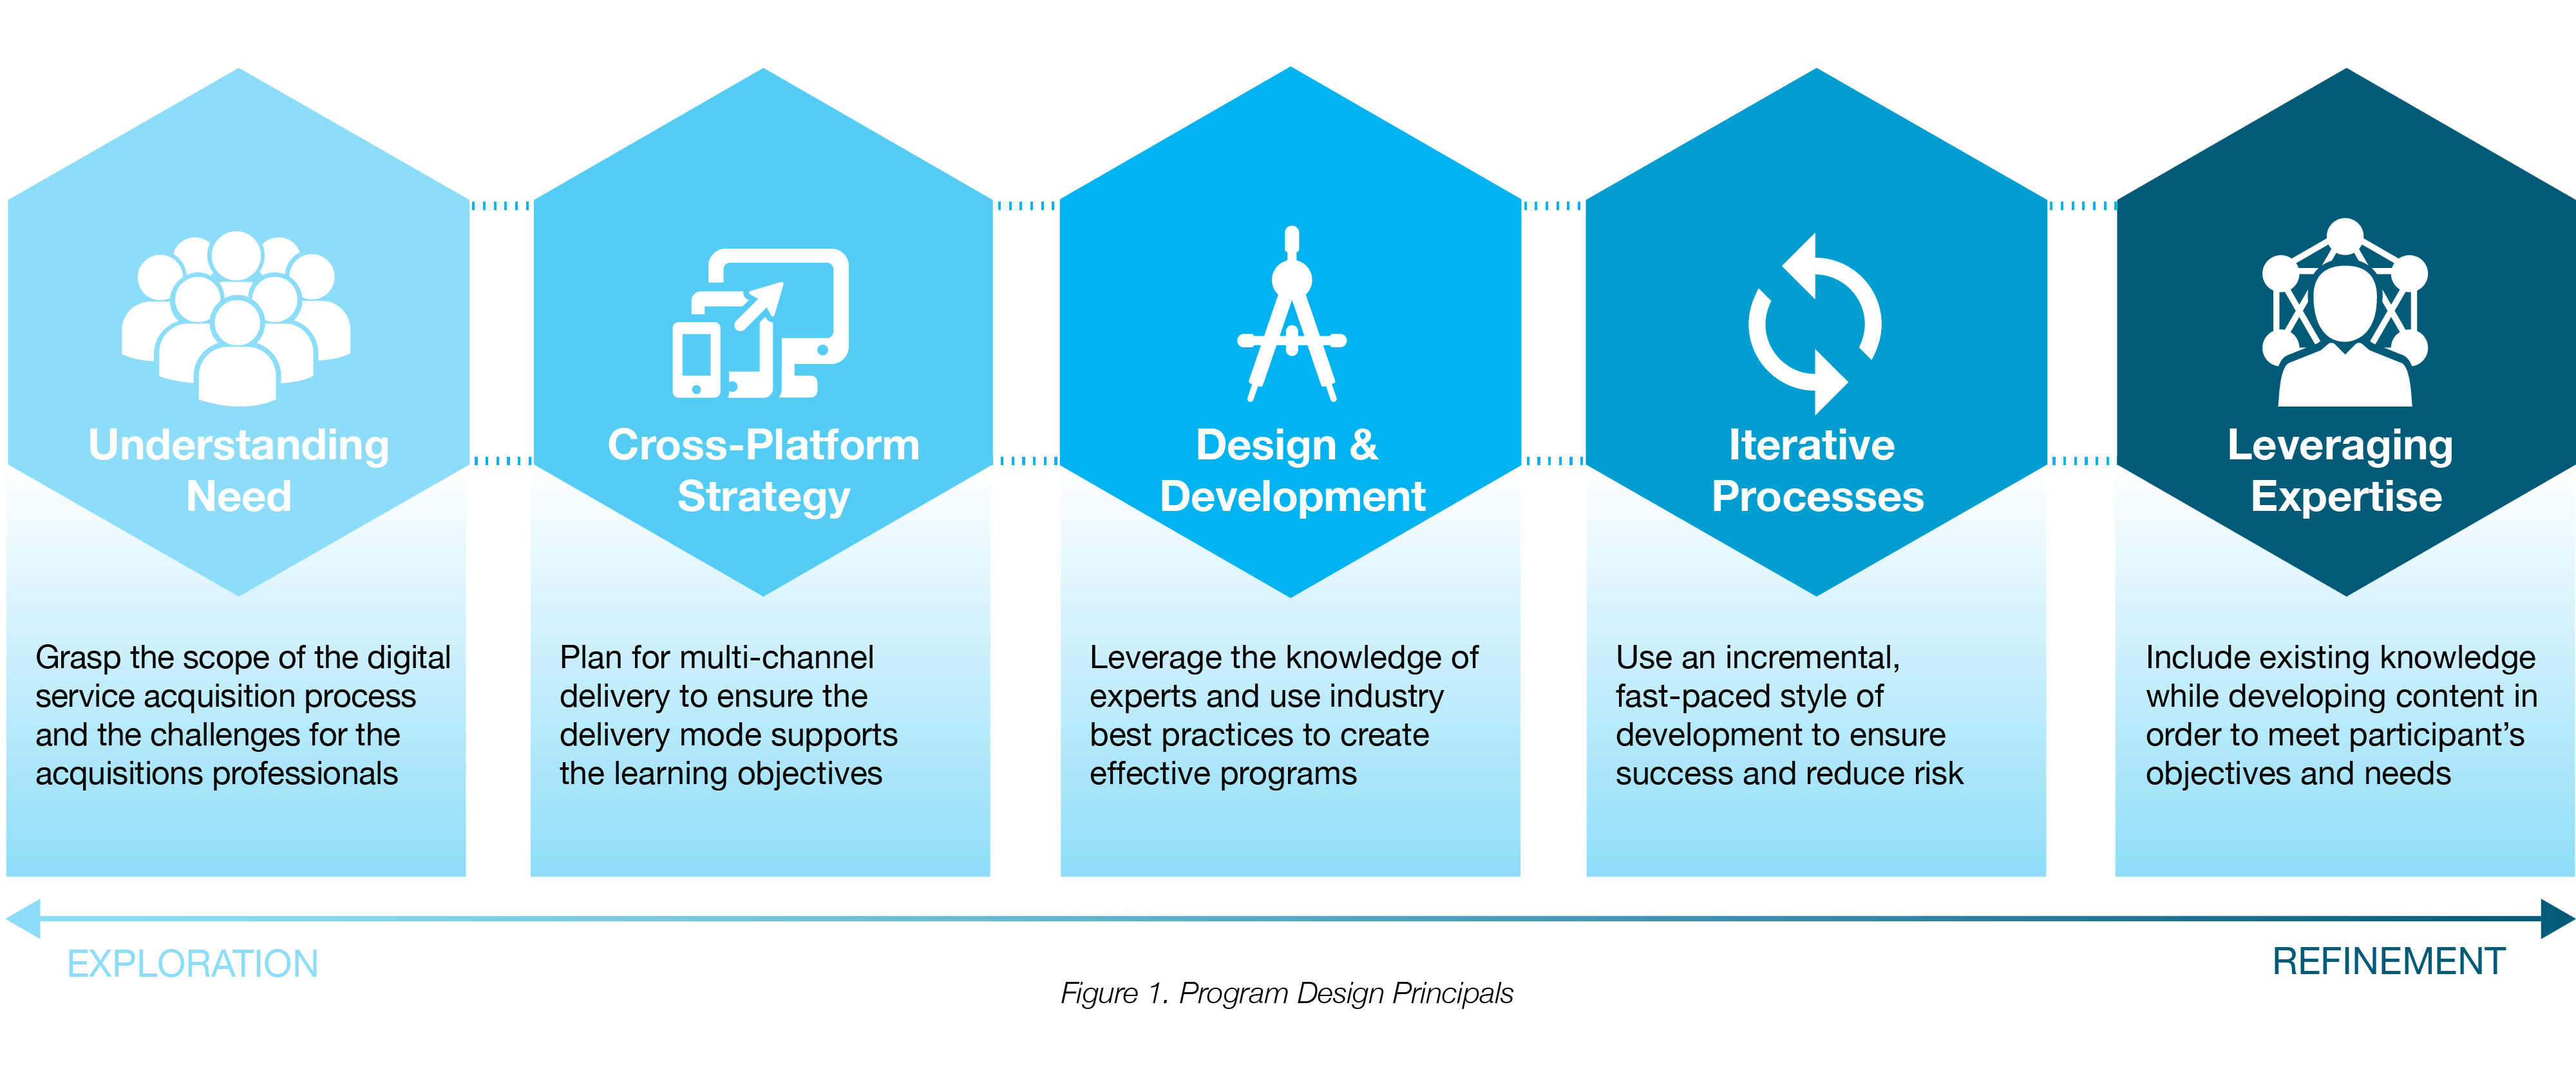 Understanding
Need
Grasp the scope of the digital
service acquisition process
and the challenges for the
acquisitions professionals
Cross-Platform
Strategy
Plan for multi-channel
delivery to ensure the
delivery mode supports
the learning objectives
Design &
Development
Leverage the knowledge of
experts and use industry
best practices to create
effective programs
Iterative
Processes
Use an incremental,
fast-paced style of
development to ensure
success and reduce risk
Leveraging
Expertise
Include existing knowledge
while developing content in
order to meet participant’s
objectives and needs
EXPLORATION
REFINEMENT
Figure 1. Program Design Principals